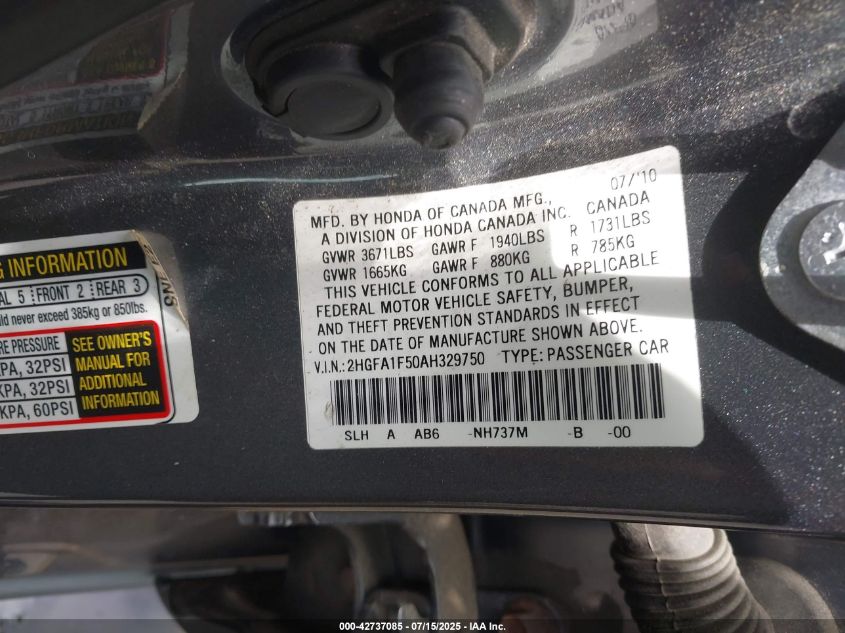 07/'10
MFD. BY HONDA OF CANADA MFG.,
A DIVISION OF HONDA CANADA INC. CANADA
GVWR 3671LBS GAWR F 1940LBS R 1731LBS
GVWR 1665KG GAWR F 880KG R 785KG
THIS VEHICLE CONFORMS TO ALL APPLICABLE
FEDERAL MOTOR VEHICLE SAFETY, BUMPER,
AND THEFT PREVENTION STANDARDS IN EFFECT
ON THE DATE OF MANUFACTURE SHOWN ABOVE.
V.I.N.:2HGFA1F50AH329750 TYPE: PASSENGER CAR
SLH A AB6 -NH737M -B -00
G INFORMATION
AL 5 FRONT 2 REAR 3
uld never exceed 385kg or 850lbs.
RE PRESSURE
PA, 32PSI
KPA, 32PSI
KPA, 60PSI
SEE OWNER'S
MANUAL FOR
ADDITIONAL
INFORMATION
000-42737085 - 07/15/2025 - IAA Inc.